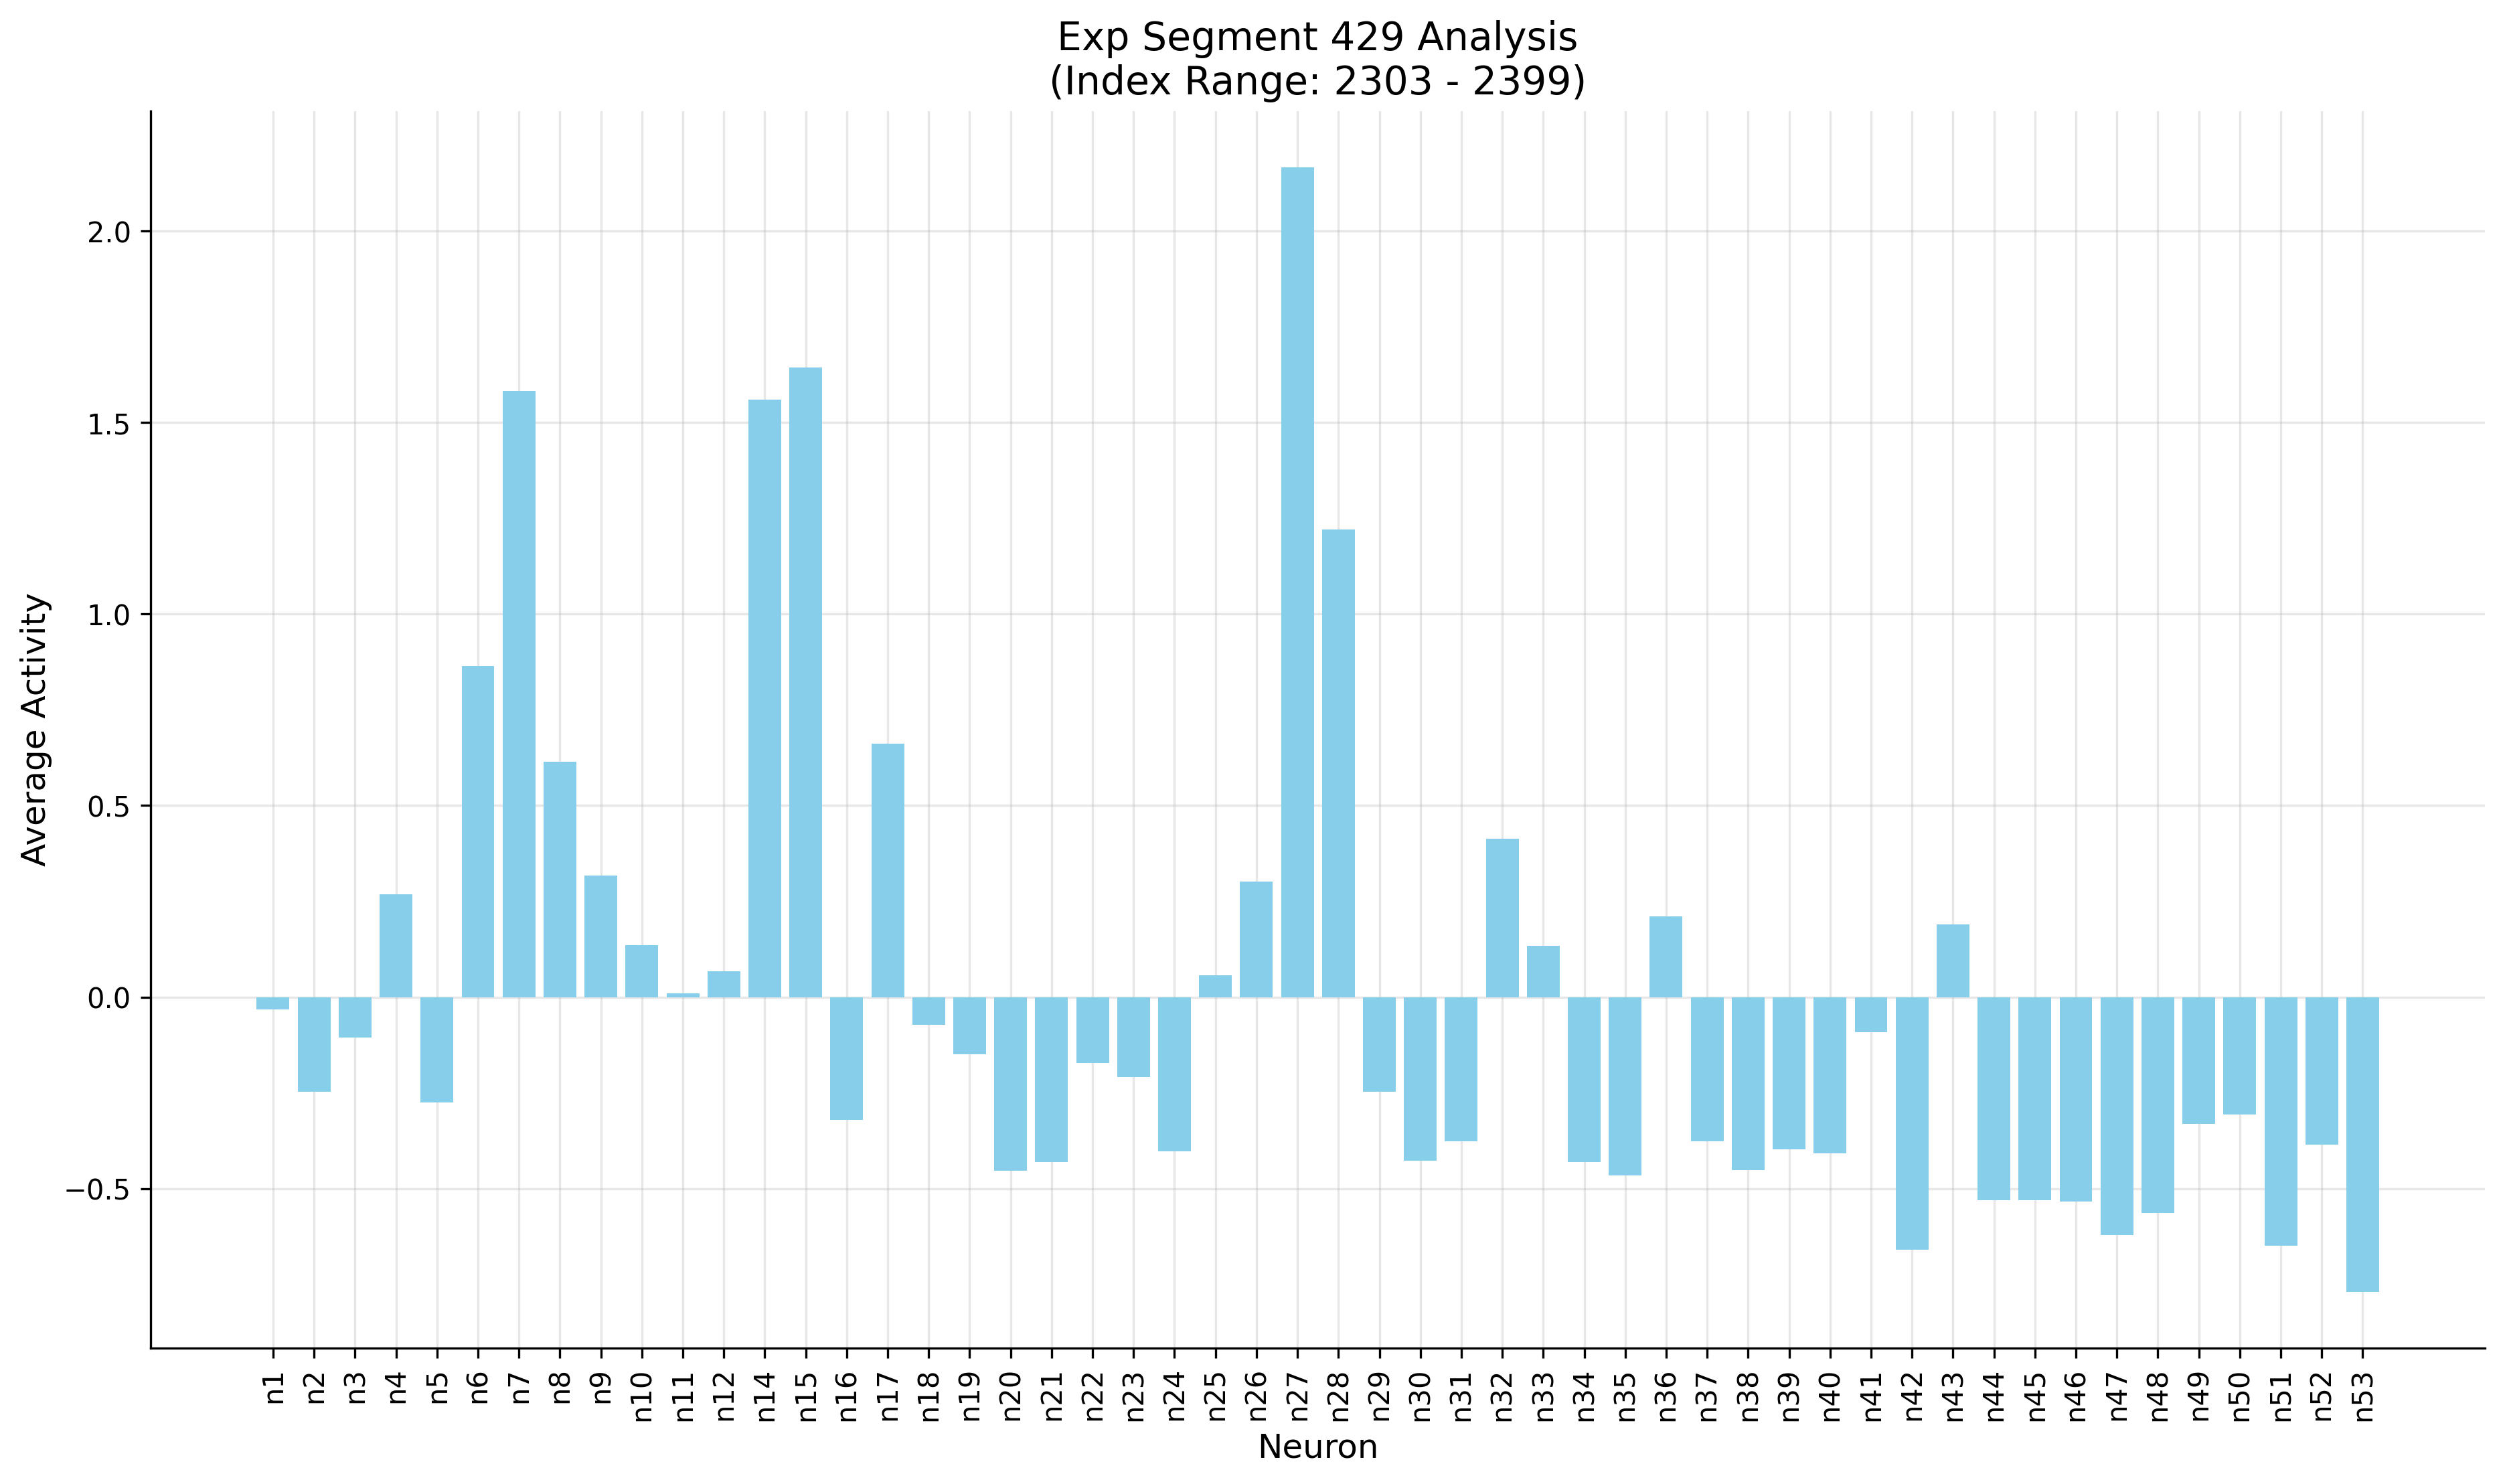 Exp Segment 429 Analysis
(Index Range: 2303 - 2399)
Average Activity
2.0
1.5
1.0
0.5
0.0
−0.5
n1
n2
n3
n4
n5
n6
n7
n8
n9
n10
n11
n12
n14
n15
n16
n17
n18
n19
n20
n21
n22
n23
n24
n25
n26
n27
n28
n29
n30
n31
n32
n33
n34
n35
n36
n37
n38
n39
n40
n41
n42
n43
n44
n45
n46
n47
n48
n49
n50
n51
n52
n53
Neuron